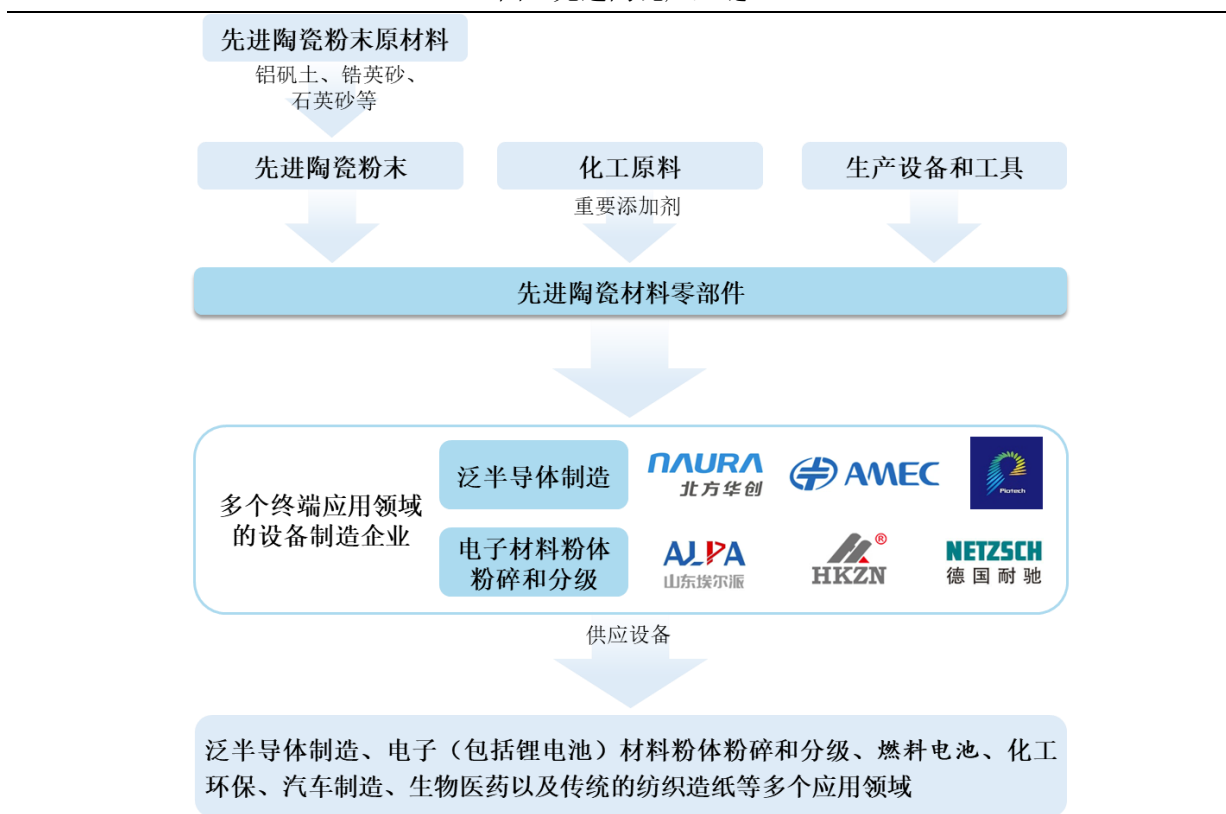 先进陶瓷粉末原材料
铝矾土、锆英砂、
石英砂等
先进陶瓷粉末
化工原料
生产设备和工具
重要添加剂
先进陶瓷材料零部件
多个终端应用领域
的设备制造企业
泛半导体制造
NAURA
北方华创
AMEC
Piotech
电子材料粉体
粉碎和分级
ALPA
山东埃尔派
®
HKZN
NETZSCH
德国耐驰
供应设备
泛半导体制造、电子（包括锂电池）材料粉体粉碎和分级、燃料电池、化工
环保、汽车制造、生物医药以及传统的纺织造纸等多个应用领域